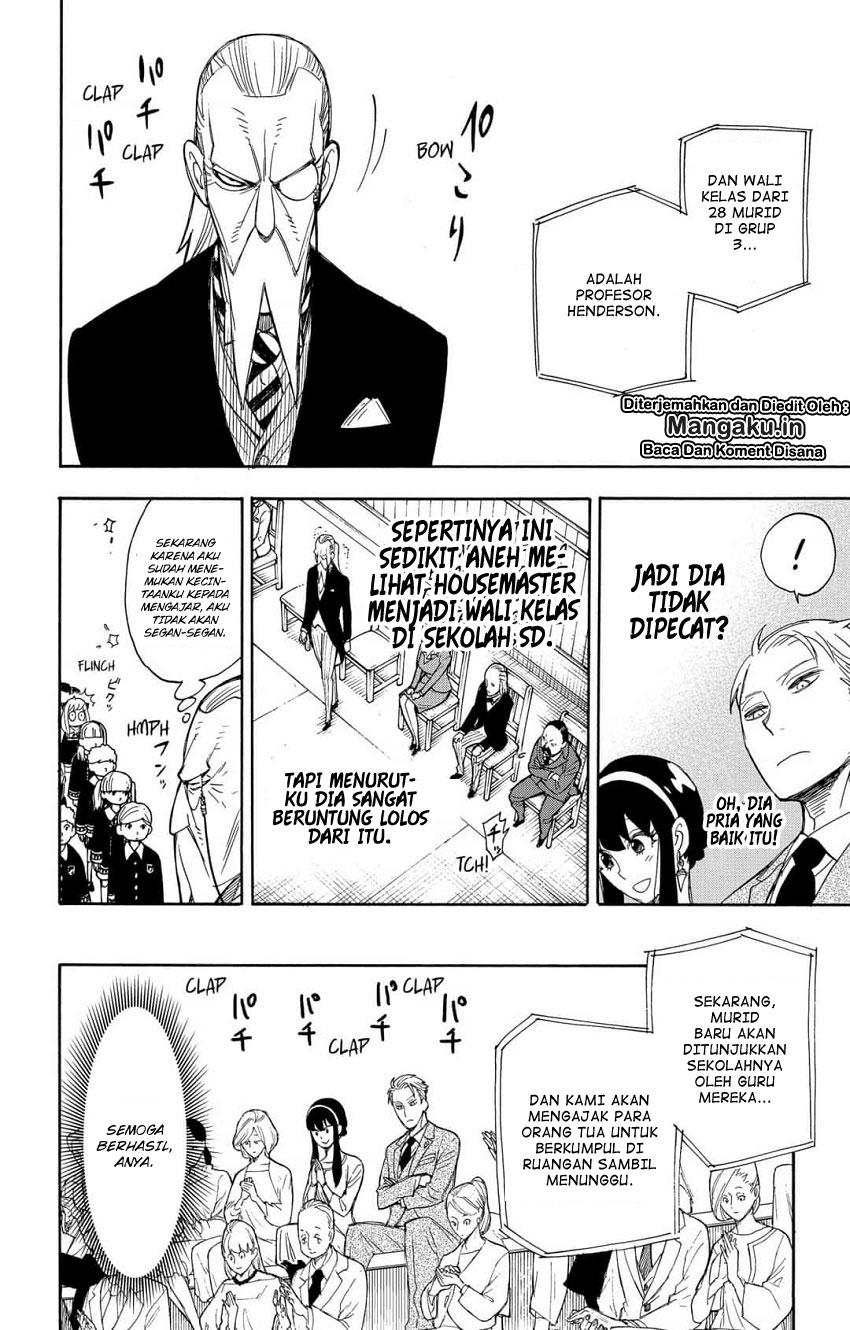 DAN WALI
KELAS DARI
28 MURID
DI GRUP
3...
ADALAH
PROFESOR
HENDERSON.
BOW
ペこり
CLAP
パチ
CLAP
パチ
Diterjemahkan dan Diedit Oleh :
Mangaku.in
Baca Dan Koment Disana
!
JADI DIA
TIDAK
DIPECAT?
OH, DIA
PRIA YANG
BAIK ITU!
SEPERTINYA INI
SEDIKIT ANEH ME-
LIHAT HOUSEMASTER
MENJADI WALI KELAS
DI SEKOLAH SD.
TAPI MENURUT-
KU DIA SANGAT
BERUNTUNG LOLOS
DARI ITU.
チッ
TCH!
SEKARANG
KARENA AKU
SUDAH MENE-
MUKAN KECIN-
TAANKU KEPADA
MENGAJAR, AKU
TIDAK AKAN
SEGAN-SEGAN.
FLINCH
ビクッ
HMPH
フン
SEKARANG,
MURID
BARU AKAN
DITUNJUKKAN
SEKOLAHNYA
OLEH GURU
MEREKA...
DAN KAMI AKAN
MENGAJAK PARA
ORANG TUA UNTUK
BERKUMPUL DI
RUANGAN SAMBIL
MENUNGGU.
CLAP
パチ
CLAP
パチ
パチ
CLAP
パチ
SEMOGA
BERHASIL,
ANYA.